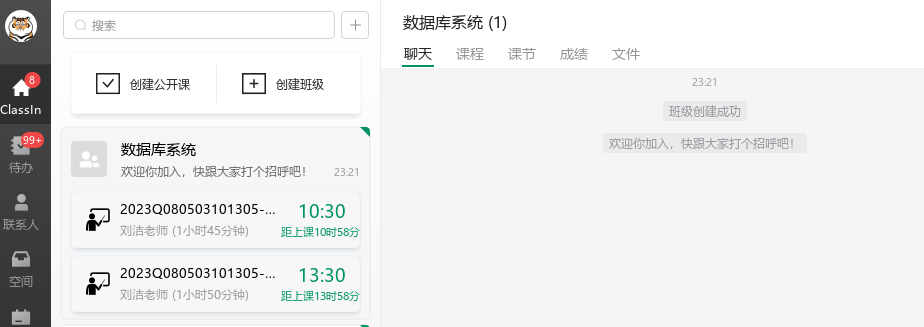 搜索
8
ClassIn
99+
待办
联系人
空间
创建公开课
创建班级
数据库系统
欢迎你加入，快跟大家打个招呼吧！
23:21
2023Q080503101305-...
10:30
刘洁老师 (1小时45分钟)
距上课10时58分
2023Q080503101305-...
13:30
刘洁老师 (1小时50分钟)
距上课13时58分
数据库系统 (1)
聊天
课程
课节
成绩
文件
23:21
班级创建成功
欢迎你加入，快跟大家打个招呼吧！